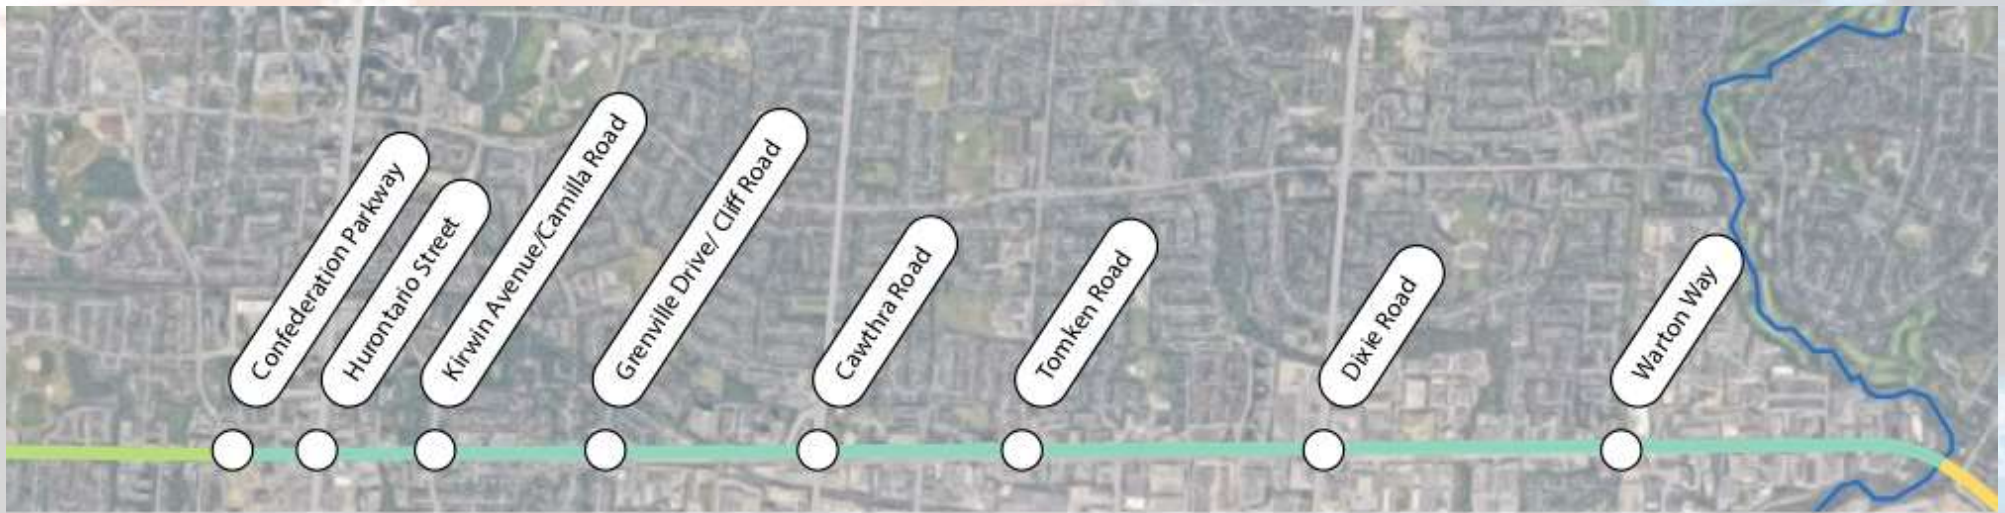 Confederation Parkway
Hurontario Street
Kirwin Avenue/Camilla Road
Grenville Drive/ Cliff Road
Cawthra Road
Tomken Road
Dixie Road
Warton Way